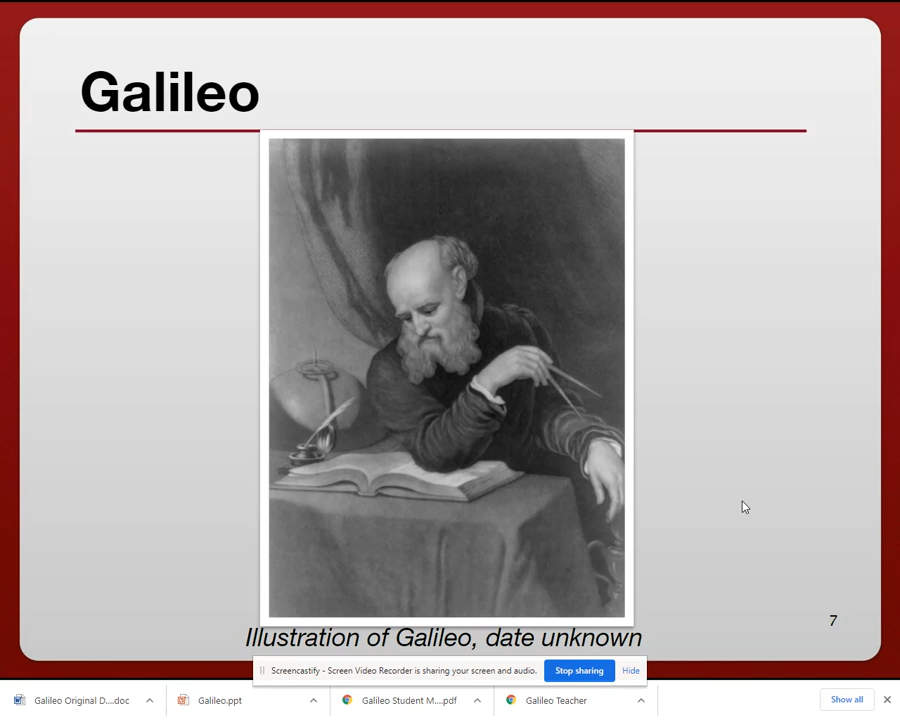 Galileo
7
Illustration of Galileo, date unknown
Screencastify - Screen Video Recorder is sharing your screen and audio. Stop sharing Hide
Galileo Original D....doc Galileo.ppt Galileo Student M....pdf Galileo Teacher Show all